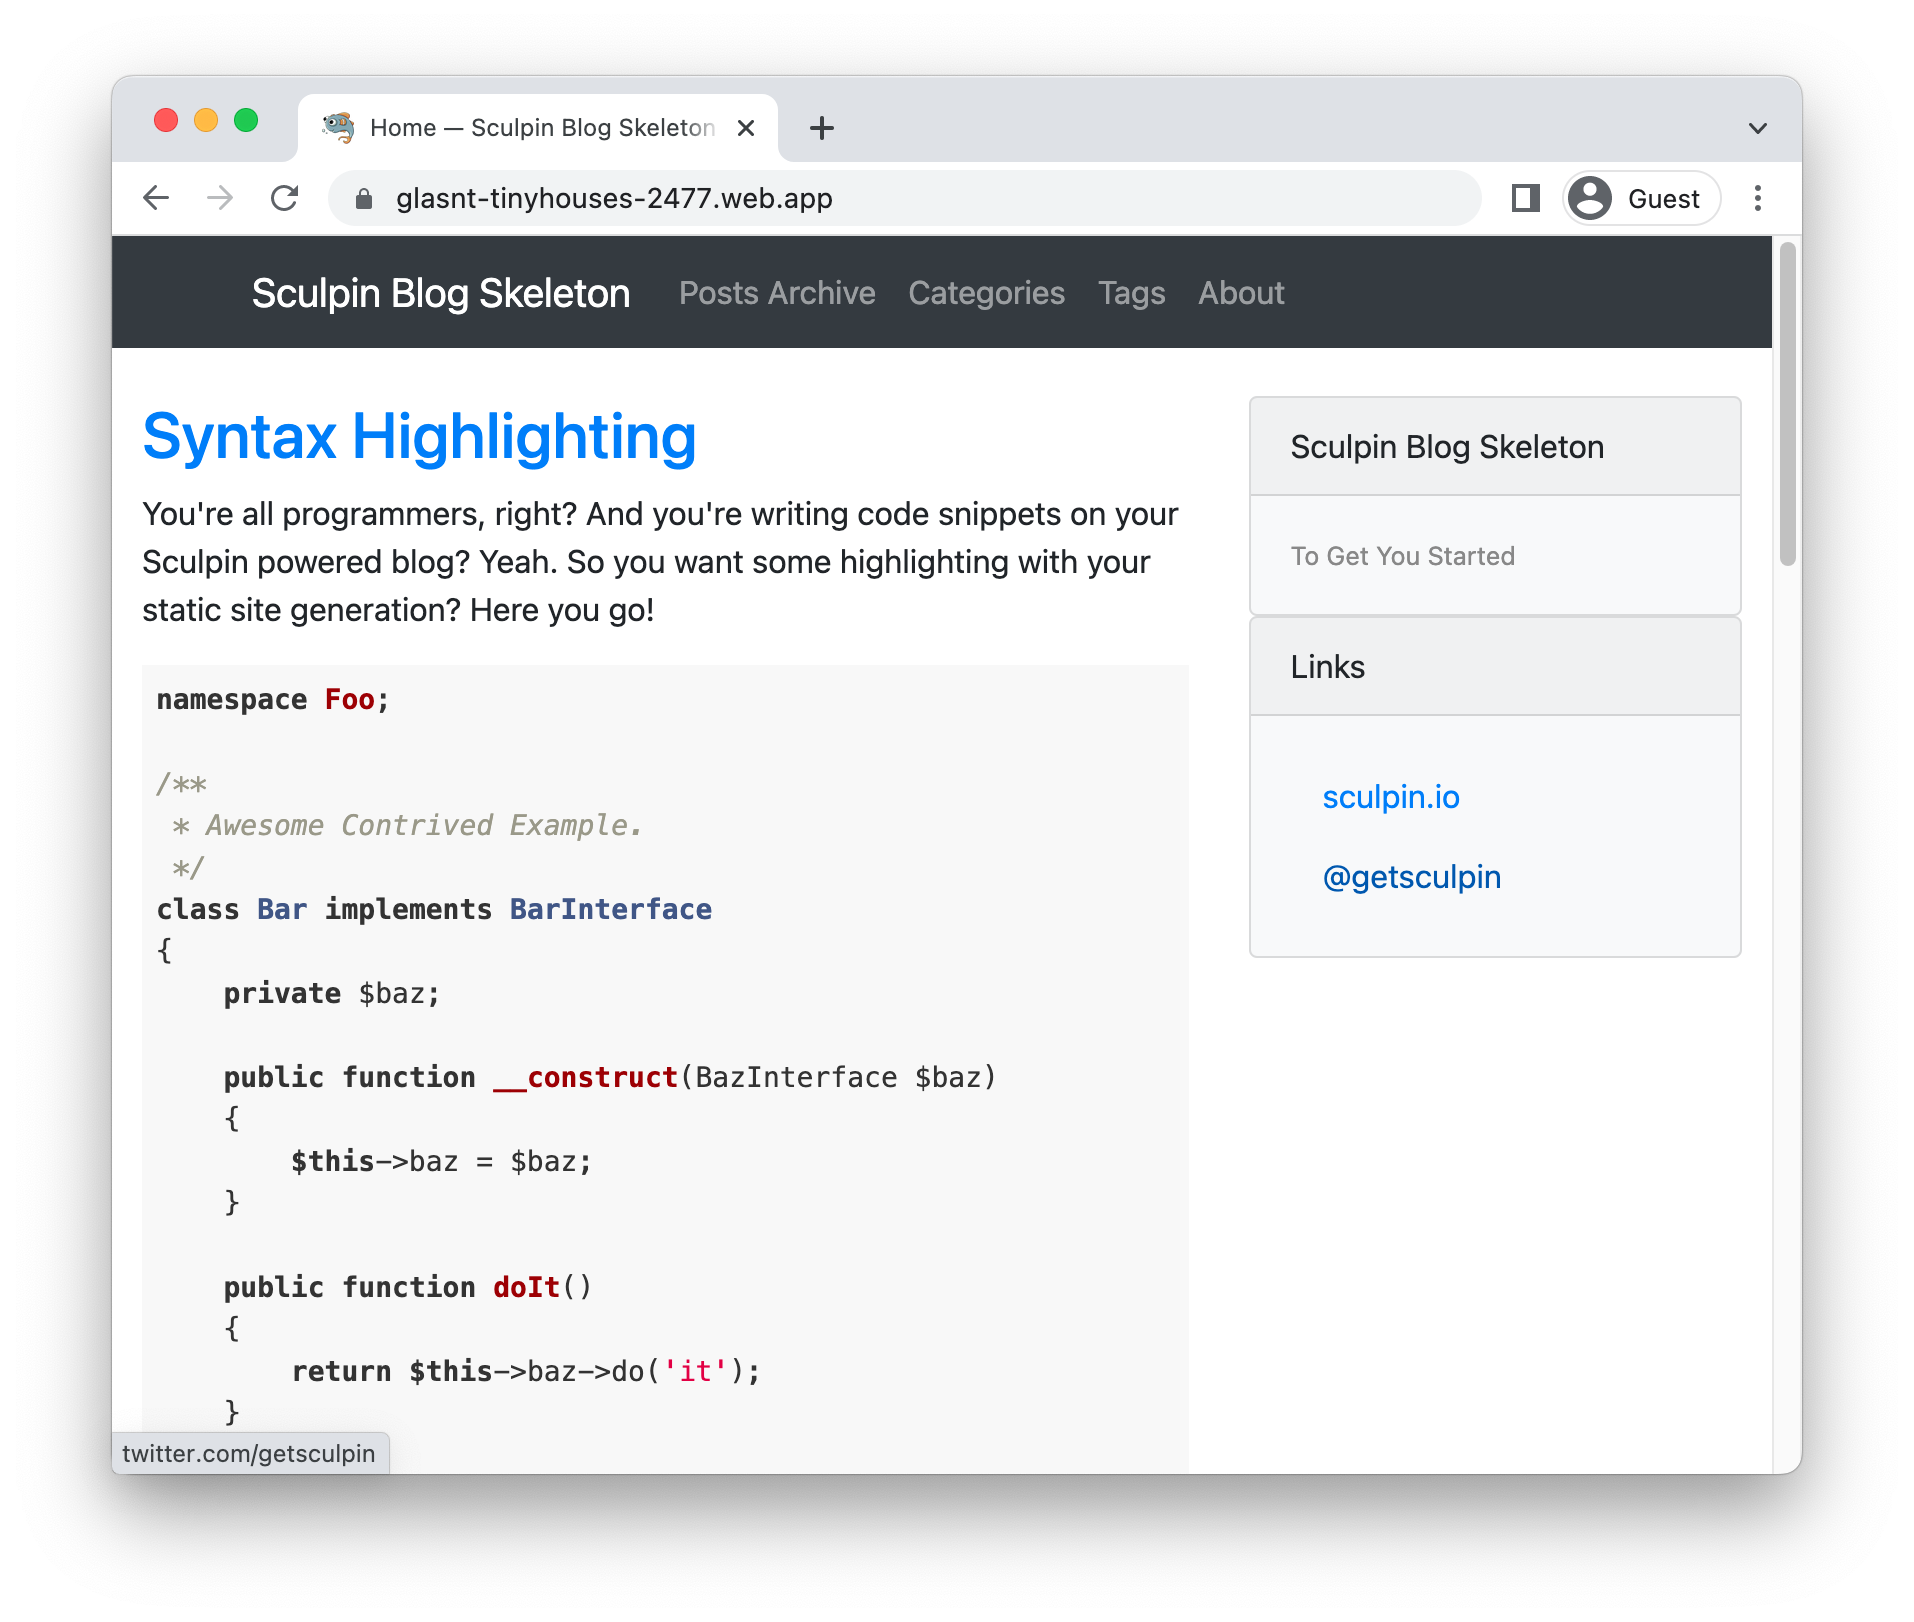 Home — Sculpin Blog Skeleton
glasnt-tinyhouses-2477.web.app
Guest
Sculpin Blog Skeleton Posts Archive Categories Tags About
Syntax Highlighting
You're all programmers, right? And you're writing code snippets on your
Sculpin powered blog? Yeah. So you want some highlighting with your
static site generation? Here you go!
namespace Foo;
/**
 * Awesome Contrived Example.
 */
class Bar implements BarInterface
{
    private $baz;
    public function __construct(BazInterface $baz)
    {
        $this->baz = $baz;
    }
    public function doIt()
    {
        return $this->baz->do('it');
    }
Sculpin Blog Skeleton
To Get You Started
Links
sculpin.io
@getsculpin
twitter.com/getsculpin